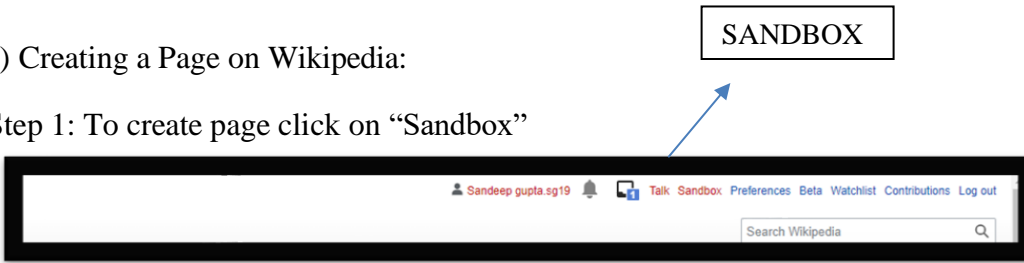 SANDBOX
) Creating a Page on Wikipedia:
Step 1: To create page click on “Sandbox”
Sandeep gupta.sg19 1 Talk Sandbox Preferences Beta Watchlist Contributions Log out
Search Wikipedia